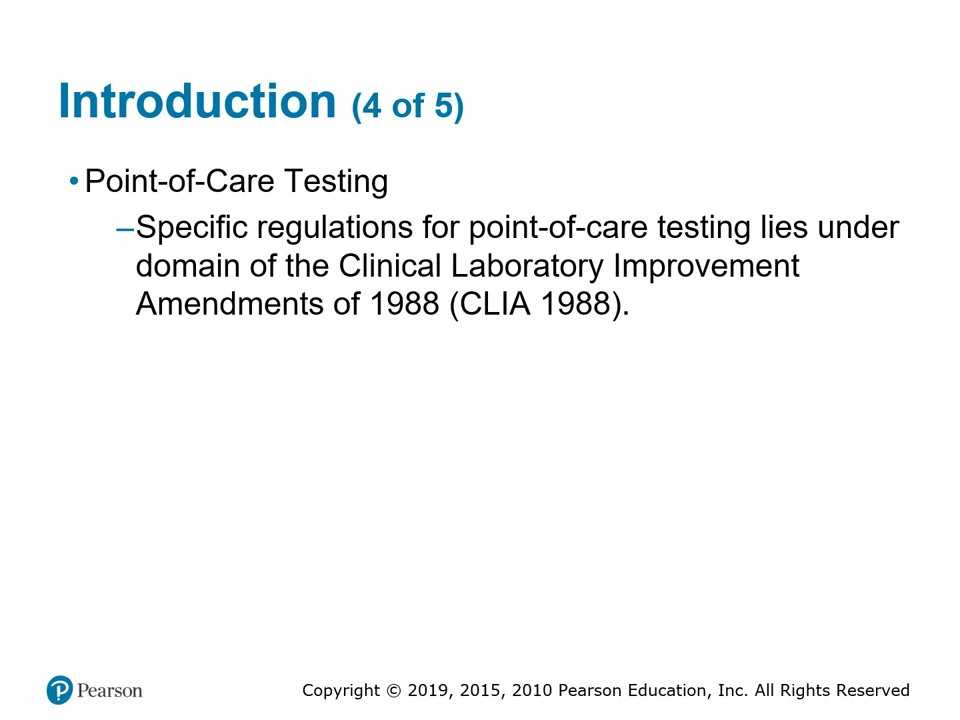 Introduction (4 of 5)
• Point-of-Care Testing
–Specific regulations for point-of-care testing lies under
domain of the Clinical Laboratory Improvement
Amendments of 1988 (CLIA 1988).
Pearson
Copyright © 2019, 2015, 2010 Pearson Education, Inc. All Rights Reserved